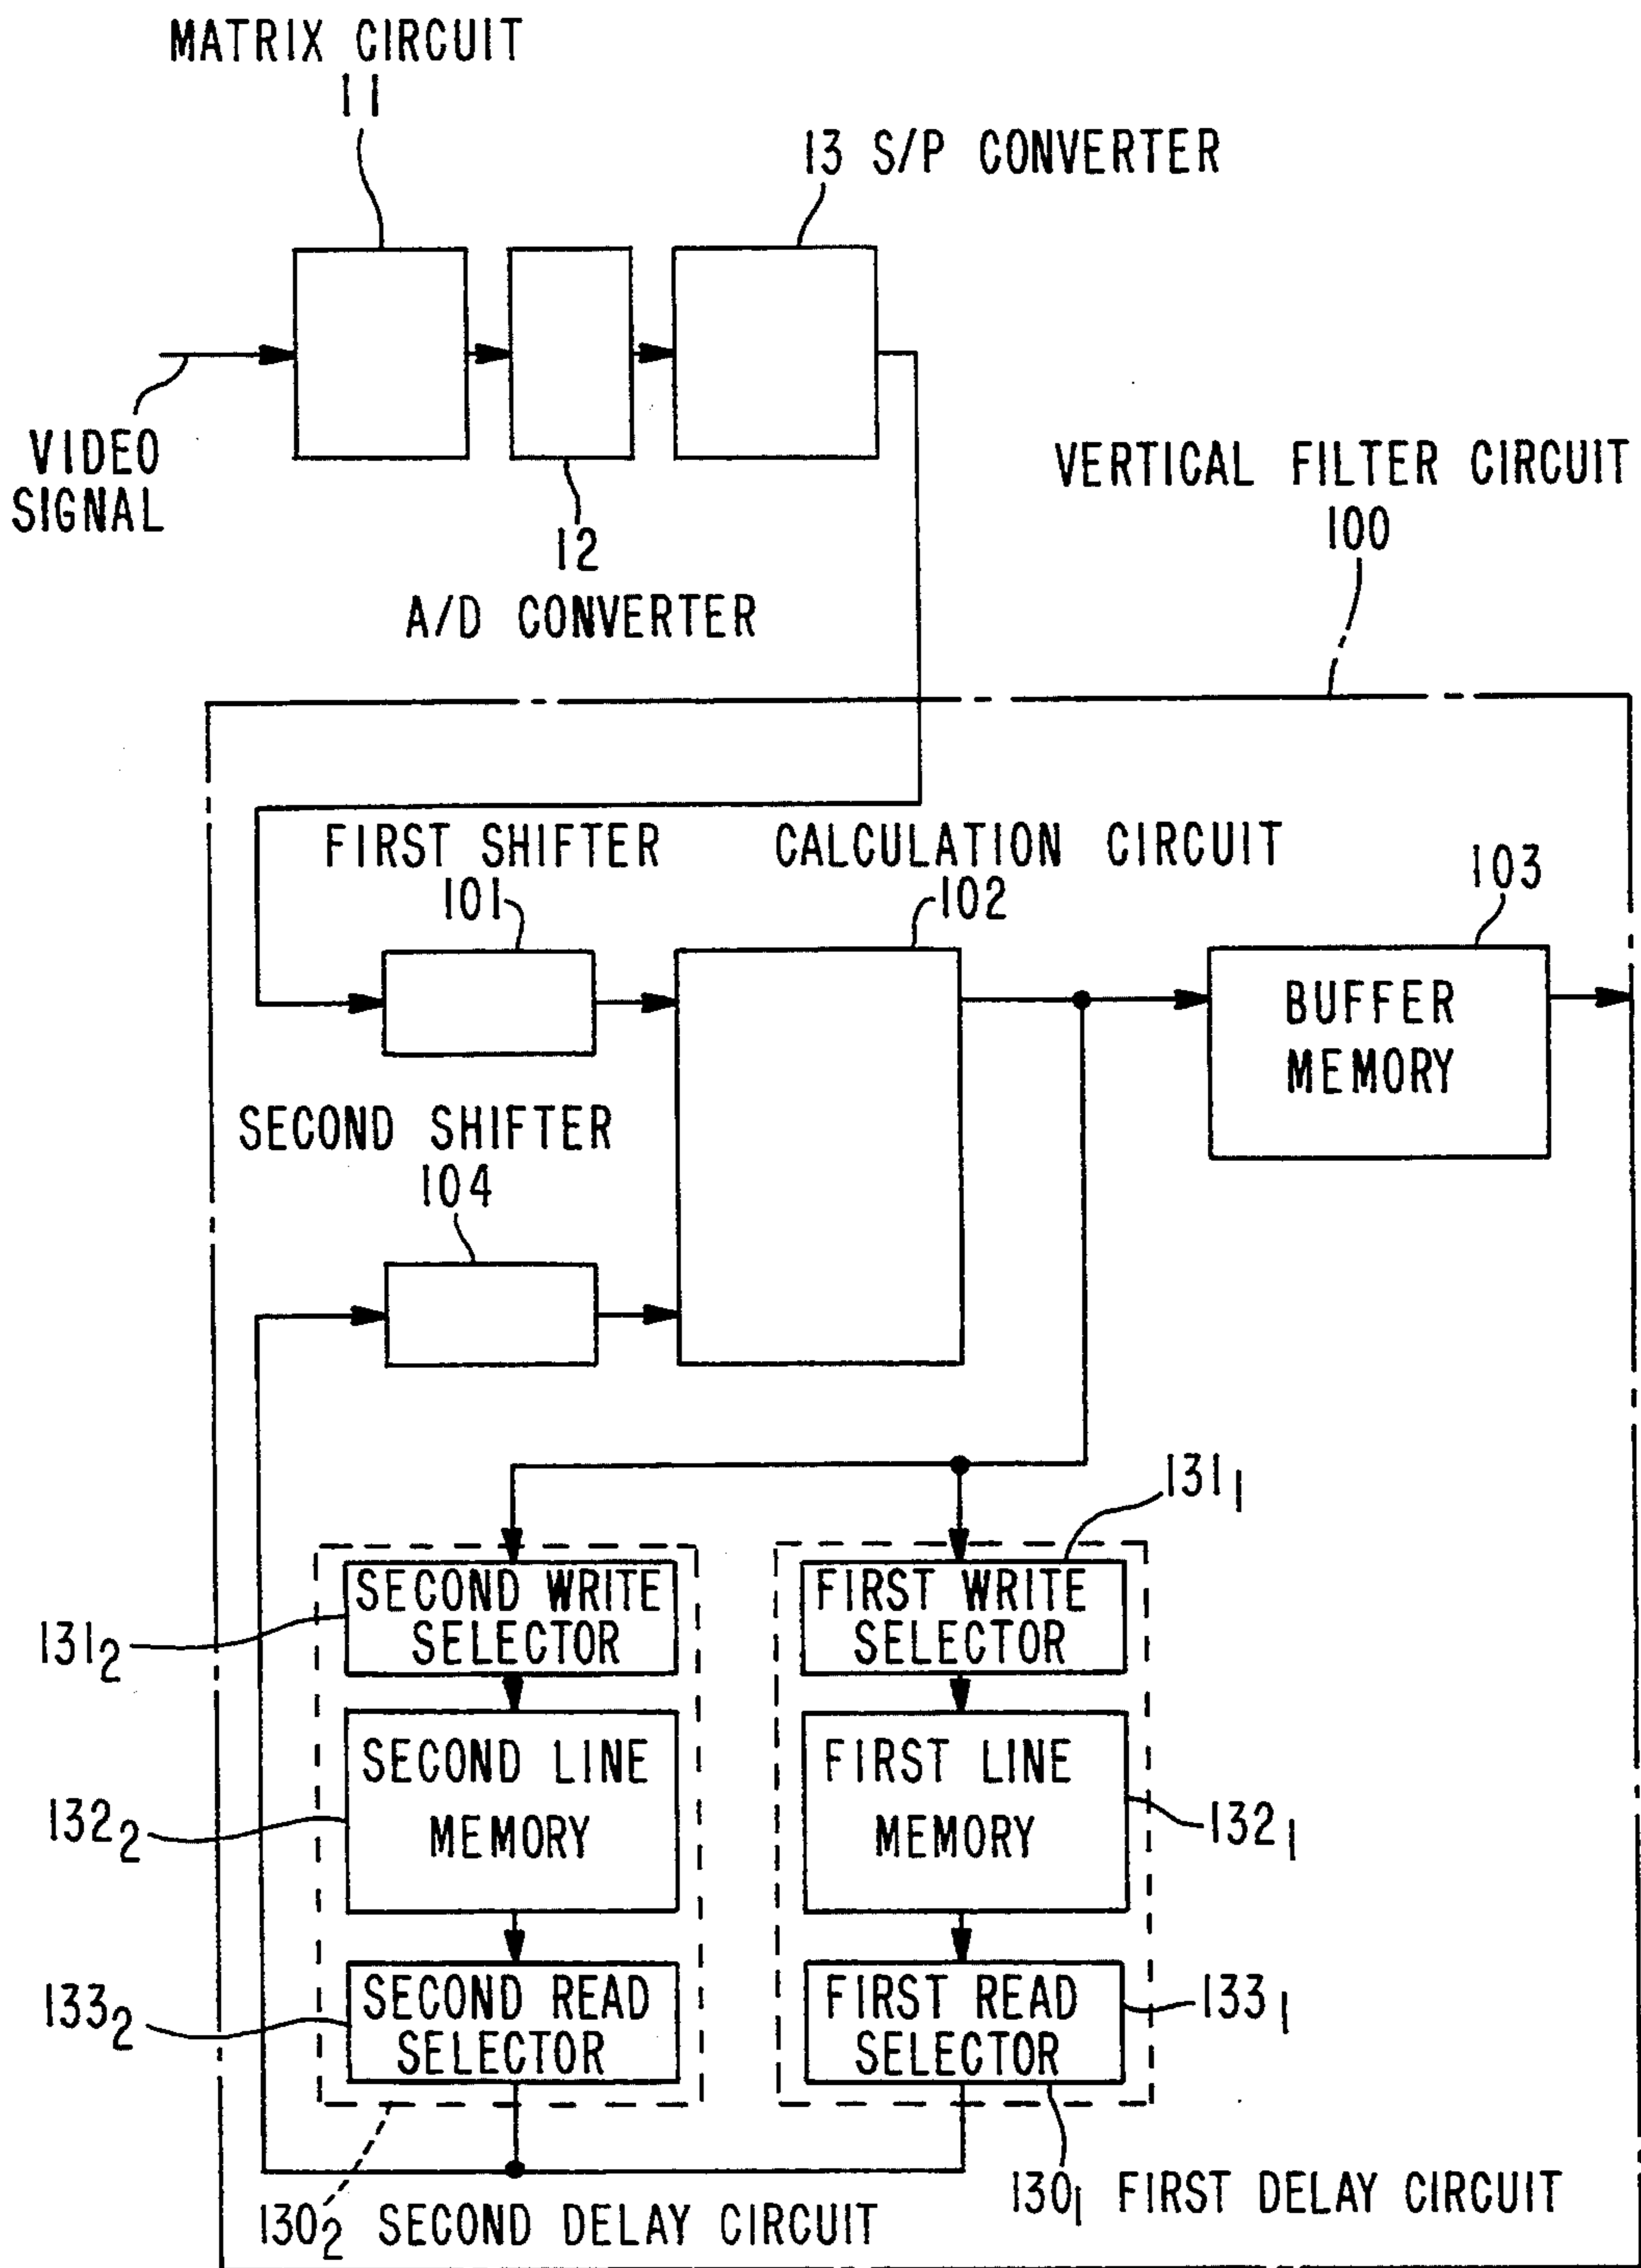 MATRIX CIRCUIT
11
13 S/P CONVERTER
VIDEO
SIGNAL
12
A/D CONVERTER
VERTICAL FILTER CIRCUIT
100
FIRST SHIFTER
101
CALCULATION CIRCUIT
102
103
BUFFER
MEMORY
SECOND SHIFTER
104
131₁
SECOND WRITE
SELECTOR
FIRST WRITE
SELECTOR
131₂
SECOND LINE
MEMORY
FIRST LINE
MEMORY
132₂
132₁
SECOND READ
SELECTOR
FIRST READ
SELECTOR
133₂
133₁
130₂ SECOND DELAY CIRCUIT
130₁ FIRST DELAY CIRCUIT